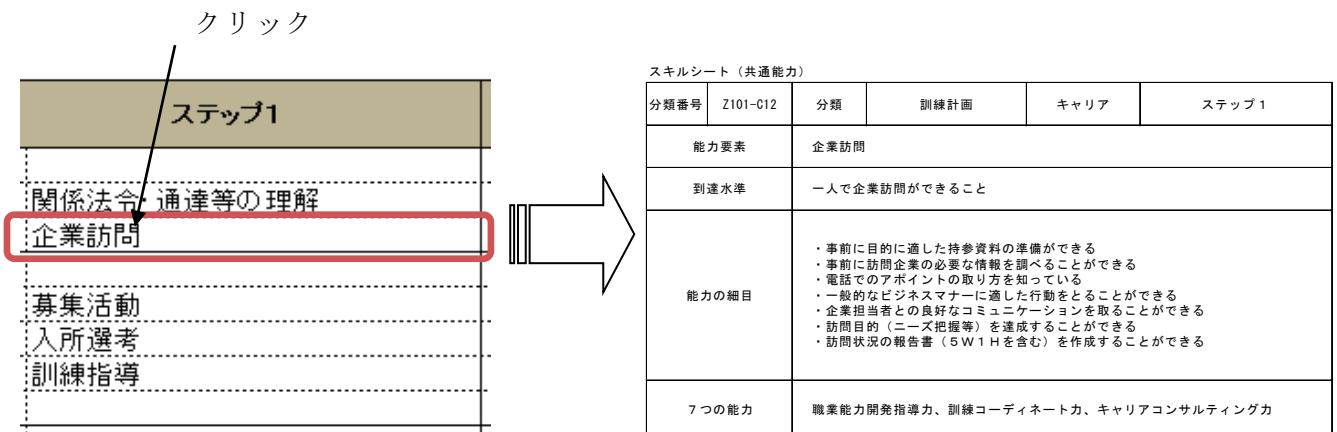 クリック
ステップ1
関係法令・通達等の理解
企業訪問
募集活動
入所選考
訓練指導
スキルシート（共通能力）
分類番号 Z101-C12 分類 訓練計画 キャリア ステップ１
能力要素 企業訪問
到達水準 一人で企業訪問ができること
能力の細目
・事前に目的に適した持参資料の準備ができる
・事前に訪問企業の必要な情報を調べることができる
・電話でのアポイントの取り方を知っている
・一般的なビジネスマナーに適した行動をとることができる
・企業担当者との良好なコミュニケーションを取ることができる
・訪問目的（ニーズ把握等）を達成することができる
・訪問状況の報告書（５Ｗ１Ｈを含む）を作成することができる
７つの能力 職業能力開発指導力、訓練コーディネート力、キャリアコンサルティング力